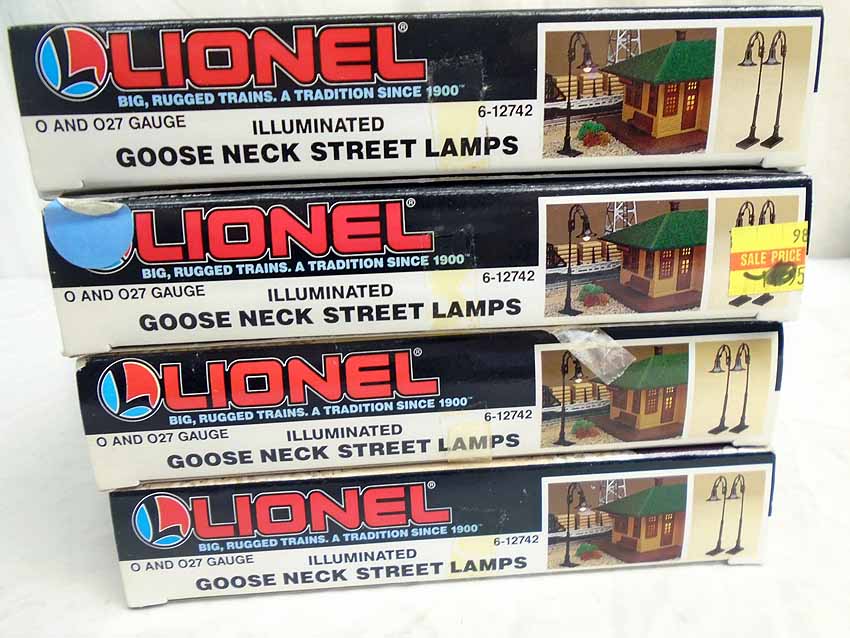 LIONEL®
BIG, RUGGED TRAINS. A TRADITION SINCE 1900™
O AND O27 GAUGE ILLUMINATED 6-12742
GOOSE NECK STREET LAMPS
LIONEL®
BIG, RUGGED TRAINS. A TRADITION SINCE 1900™
O AND O27 GAUGE ILLUMINATED 6-12742
GOOSE NECK STREET LAMPS
98
SALE PRICE
LIONEL®
BIG, RUGGED TRAINS. A TRADITION SINCE 1900™
O AND O27 GAUGE ILLUMINATED 6-12742
GOOSE NECK STREET LAMPS
LIONEL®
BIG, RUGGED TRAINS. A TRADITION SINCE 1900™
O AND O27 GAUGE ILLUMINATED 6-12742
GOOSE NECK STREET LAMPS